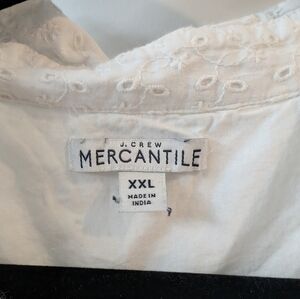 J.CREW
MERCANTILE
XXL
MADE IN
INDIA